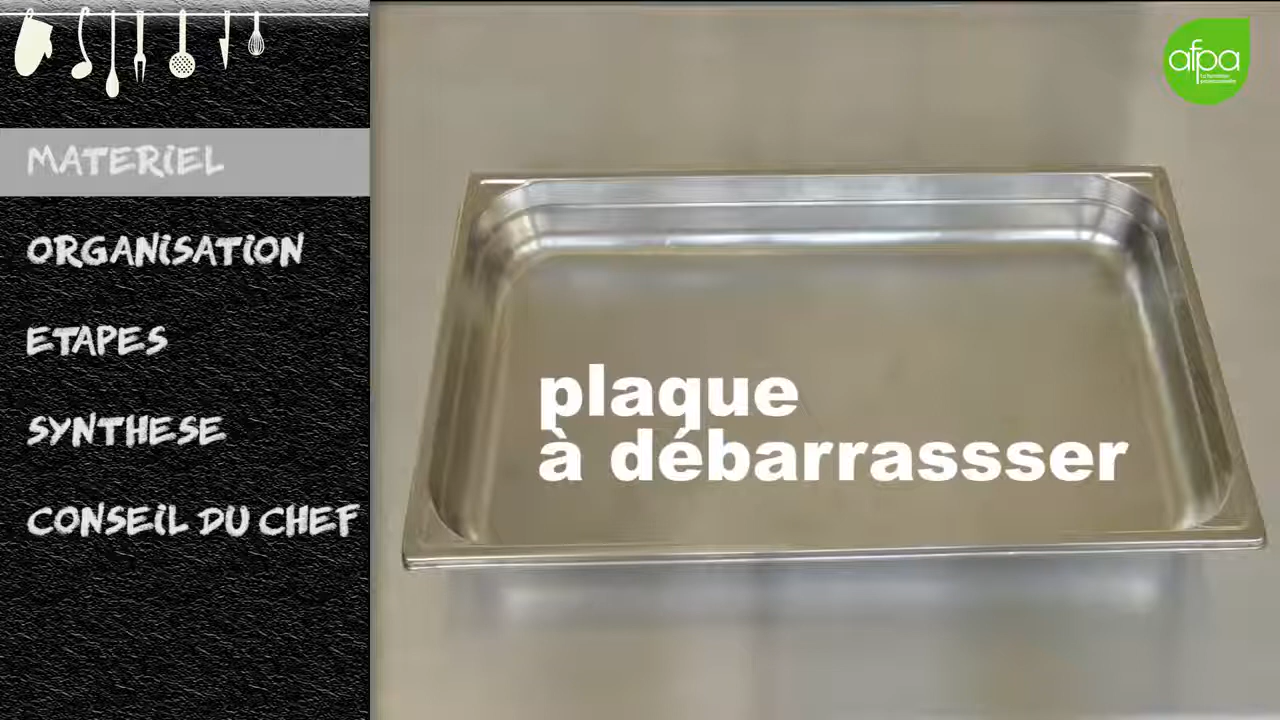 MATERIEL
ORGANISATION
ETAPES
SYNTHESE
CONSEIL DU CHEF
afpa
plaque
à débarrassser